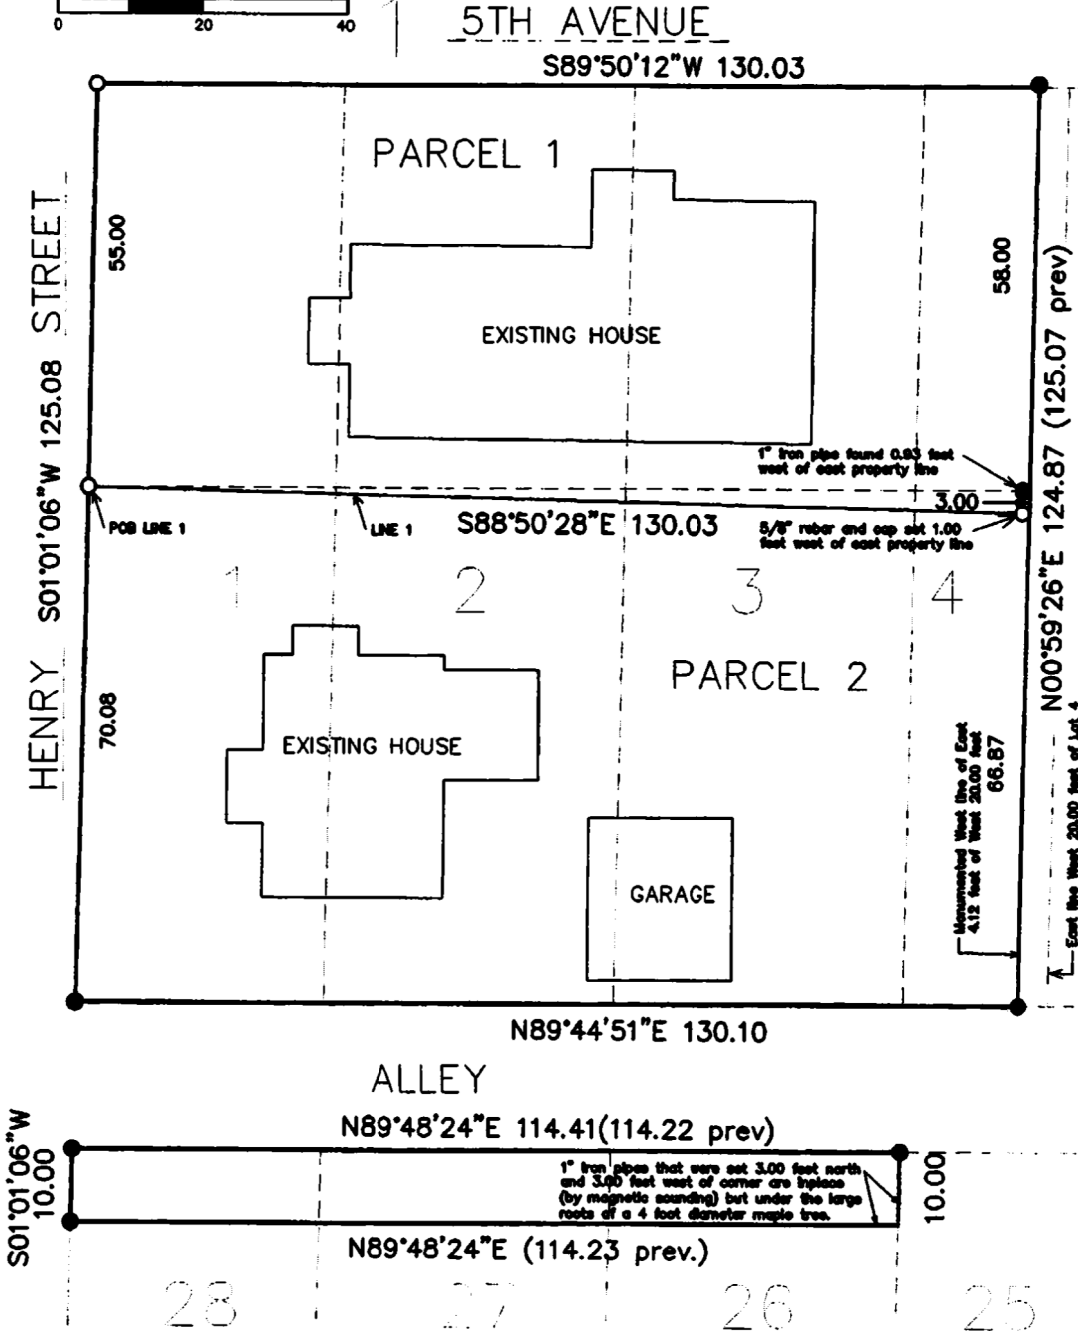 0 20 40
5TH AVENUE
S89°50'12"W 130.03
PARCEL 1
HENRY STREET
S01°01'06"W 125.08
55.00
58.00
N00°59'26"E 124.87 (125.07 prev)
EXISTING HOUSE
1" iron pipe found 0.93 feet
west of east property line
3.00
POB LINE 1
LINE 1
S88°50'28"E 130.03
5/8" rebar and cap set 1.00
feet west of east property line
1 2 3 4
PARCEL 2
70.08
EXISTING HOUSE
GARAGE
Monumented West line of East
4.12 feet of West 20.00 feet
66.87
East line West 20.00 feet of Lot 4
N89°44'51"E 130.10
ALLEY
N89°48'24"E 114.41(114.22 prev)
S01°01'06"W
10.00
1" iron pipes that were set 3.00 feet north
and 3.00 feet west of corner are inplace
(by magnetic sounding) but under the large
roots of a 4 foot diameter maple tree.
10.00
N89°48'24"E (114.23 prev.)
28 27 26 25